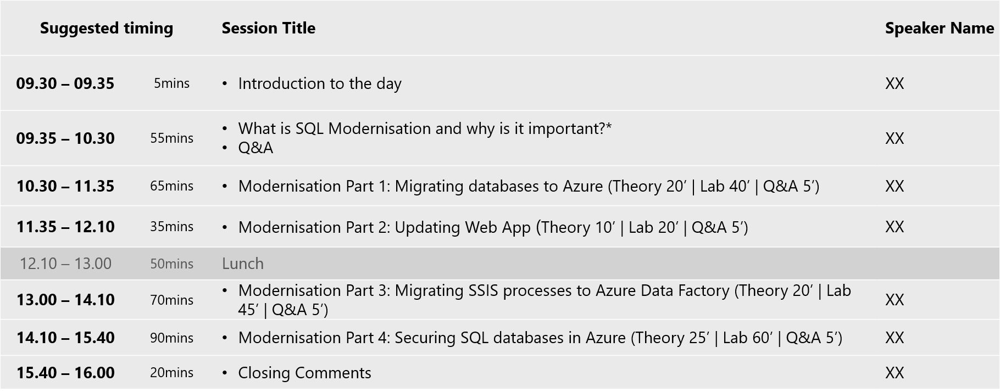 Suggested timing Session Title Speaker Name
09.30 – 09.35 5mins • Introduction to the day XX
09.35 – 10.30 55mins • What is SQL Modernisation and why is it important?*
• Q&A XX
10.30 – 11.35 65mins • Modernisation Part 1: Migrating databases to Azure (Theory 20’ | Lab 40’ | Q&A 5’) XX
11.35 – 12.10 35mins • Modernisation Part 2: Updating Web App (Theory 10’ | Lab 20’ | Q&A 5’) XX
12.10 – 13.00 50mins Lunch
13.00 – 14.10 70mins • Modernisation Part 3: Migrating SSIS processes to Azure Data Factory (Theory 20’ | Lab
45’ | Q&A 5’) XX
14.10 – 15.40 90mins • Modernisation Part 4: Securing SQL databases in Azure (Theory 25’ | Lab 60’ | Q&A 5’) XX
15.40 – 16.00 20mins • Closing Comments XX